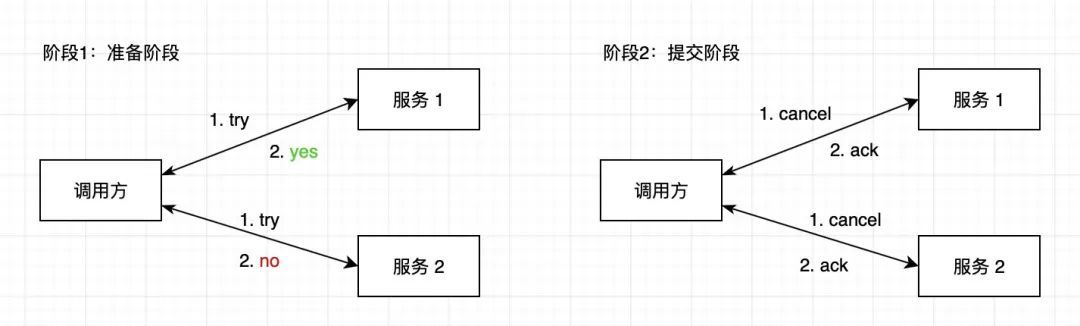 阶段1：准备阶段
服务 1
1. try
2. yes
调用方
1. try
2. no
服务 2
阶段2：提交阶段
服务 1
1. cancel
2. ack
调用方
1. cancel
2. ack
服务 2